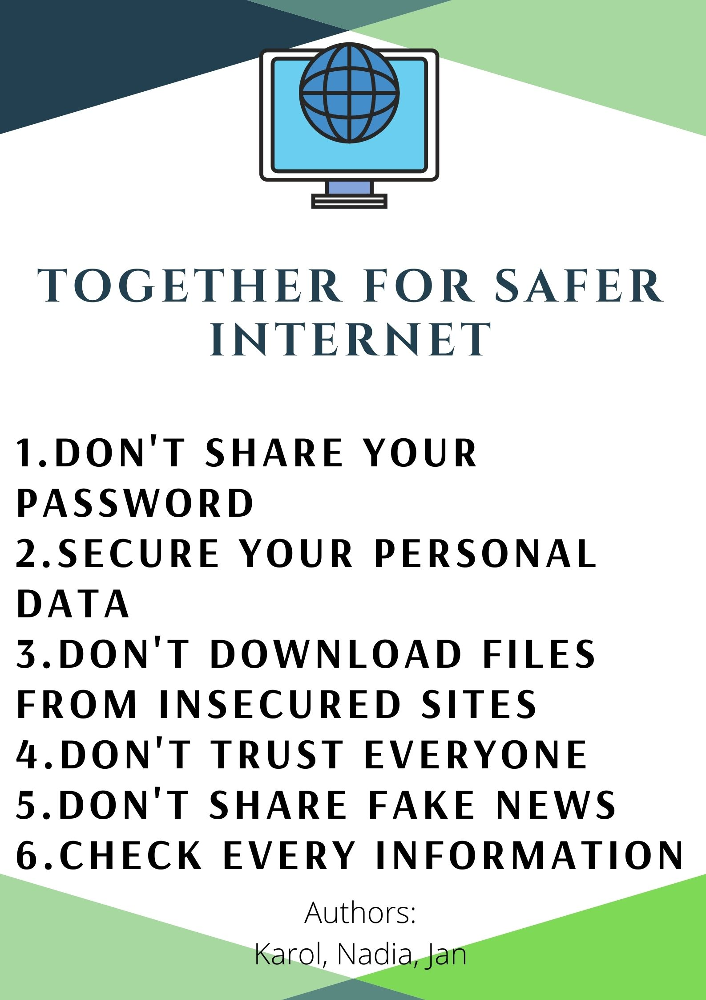 TOGETHER FOR SAFER
INTERNET
1.DON'T SHARE YOUR
PASSWORD
2.SECURE YOUR PERSONAL
DATA
3.DON'T DOWNLOAD FILES
FROM INSECURED SITES
4.DON'T TRUST EVERYONE
5.DON'T SHARE FAKE NEWS
6.CHECK EVERY INFORMATION
Authors:
Karol, Nadia, Jan